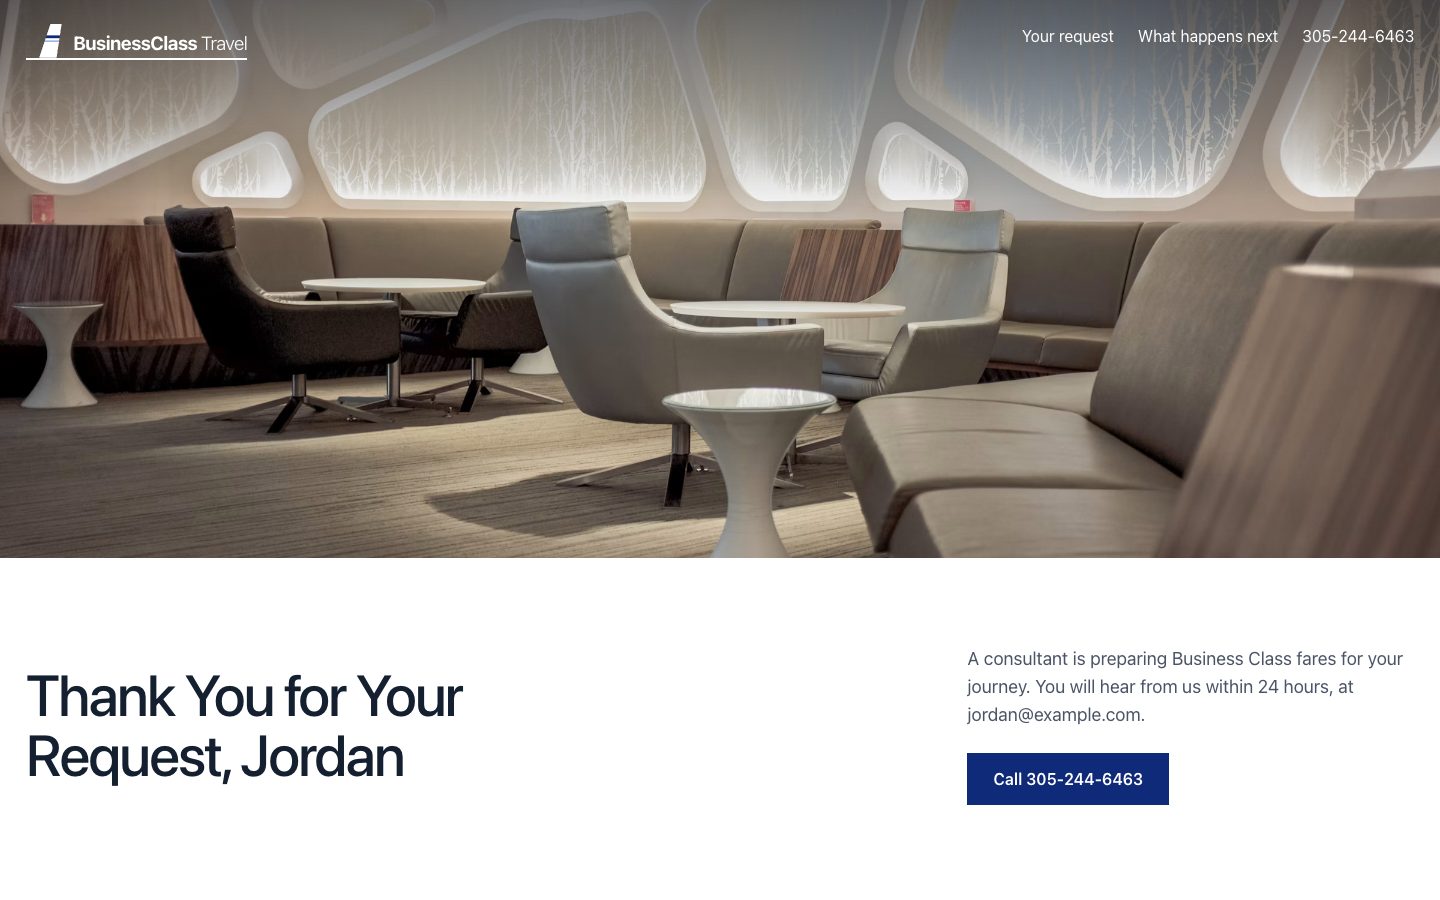 BusinessClass Travel
Your request
What happens next
305-244-6463
Thank You for Your
Request, Jordan
A consultant is preparing Business Class fares for your
journey. You will hear from us within 24 hours, at
jordan@example.com.
Call 305-244-6463